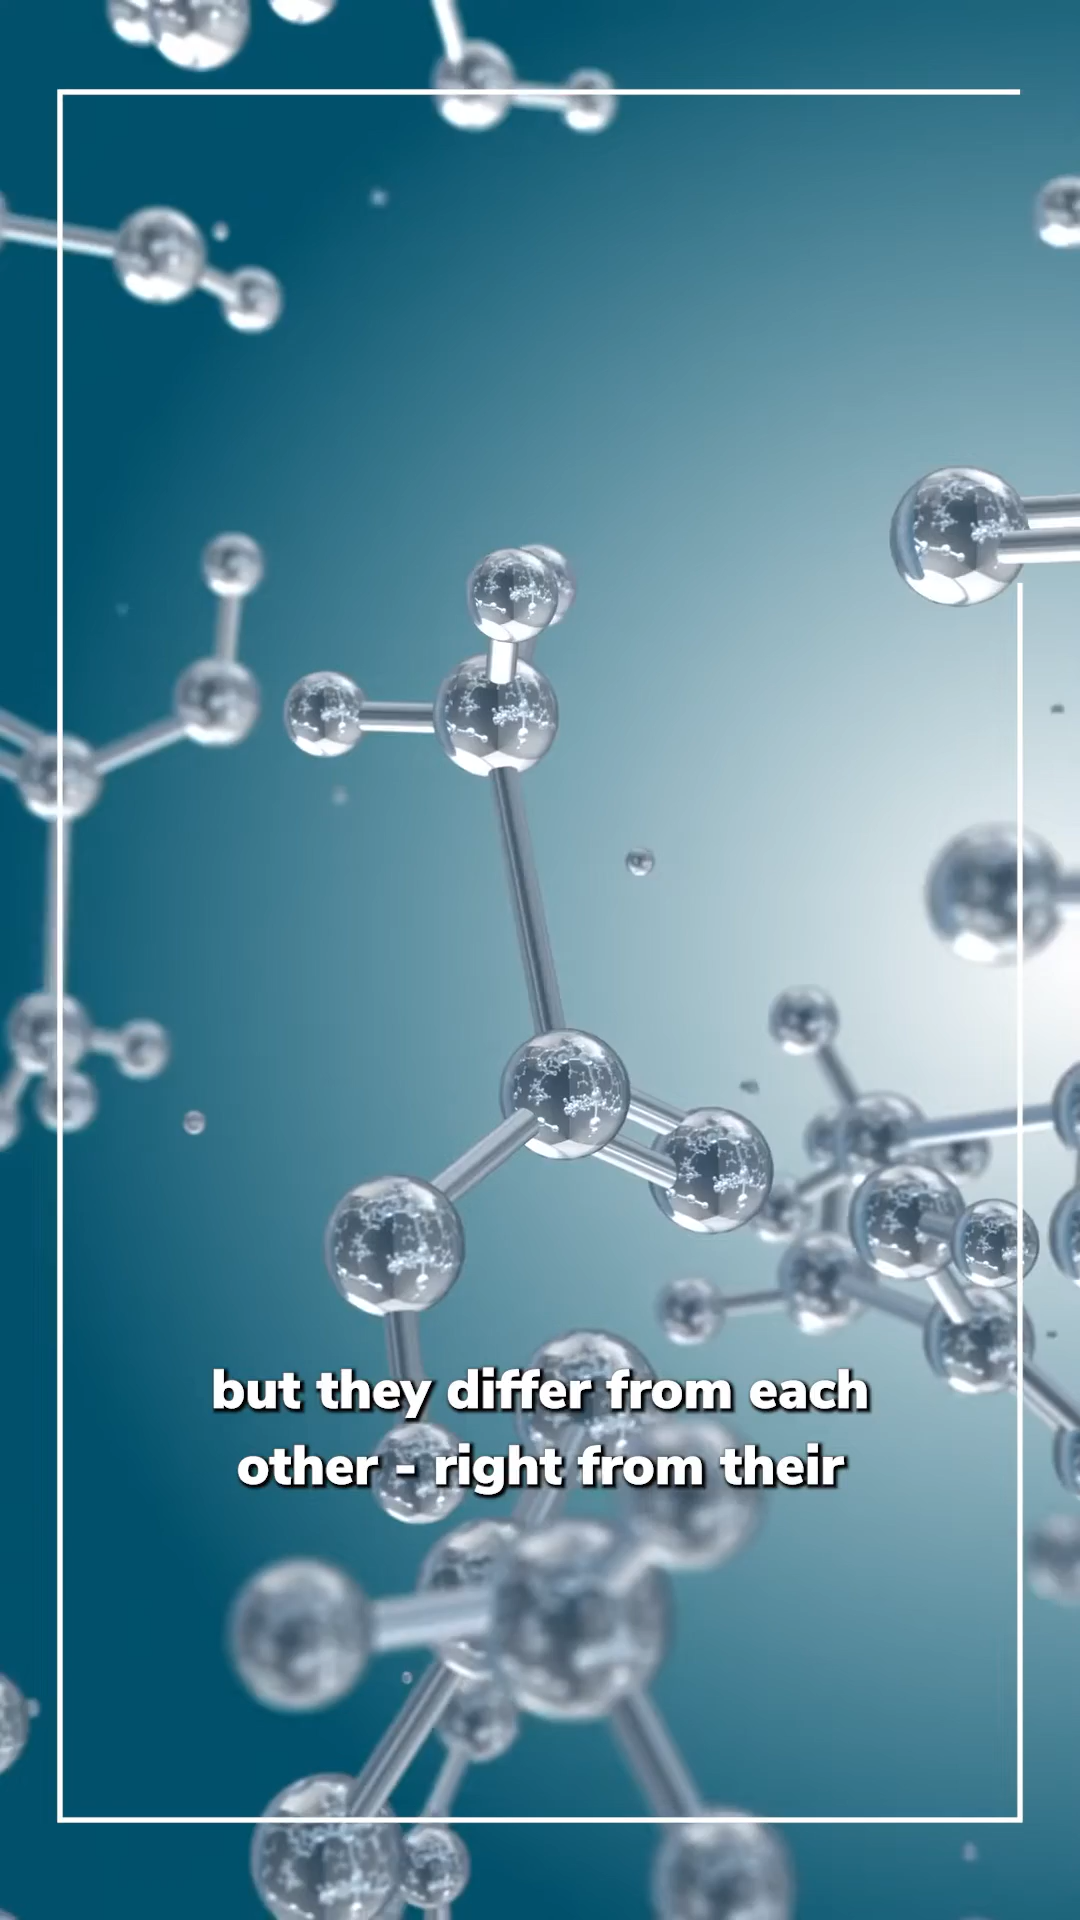 but they differ from each
other - right from their